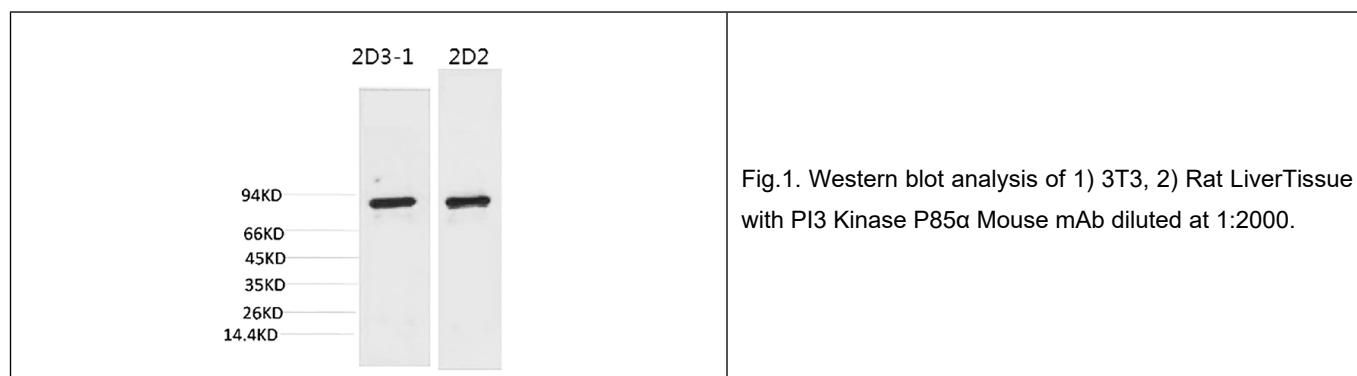 2D3-1 2D2
94KD
66KD
45KD
35KD
26KD
14.4KD
Fig.1. Western blot analysis of 1) 3T3, 2) Rat LiverTissue
with PI3 Kinase P85α Mouse mAb diluted at 1:2000.